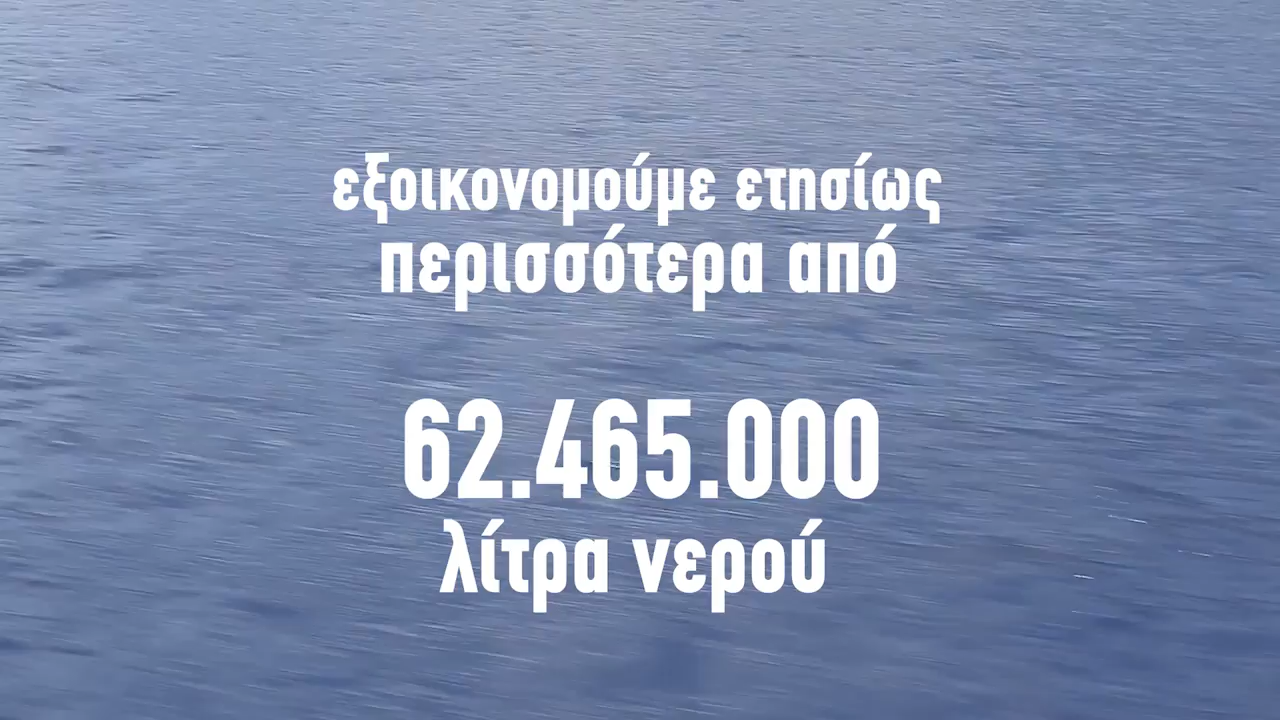 εξοικονομούμε ετησίως
περισσότερα από
62.465.000
λίτρα νερού